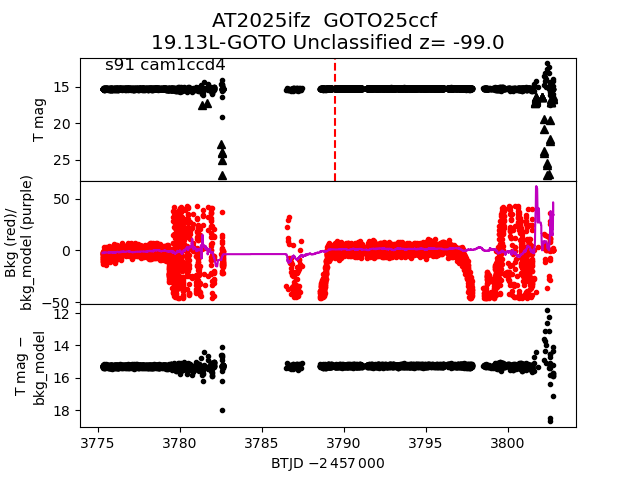 AT2025ifz  GOTO25ccf
19.13L-GOTO Unclassified z= -99.0
s91 cam1ccd4
T mag
15
20
25
Bkg (red)/
bkg_model (purple)
50
0
−50
T mag −
bkg_model
12
14
16
18
3775 3780 3785 3790 3795 3800
BTJD −2 457 000